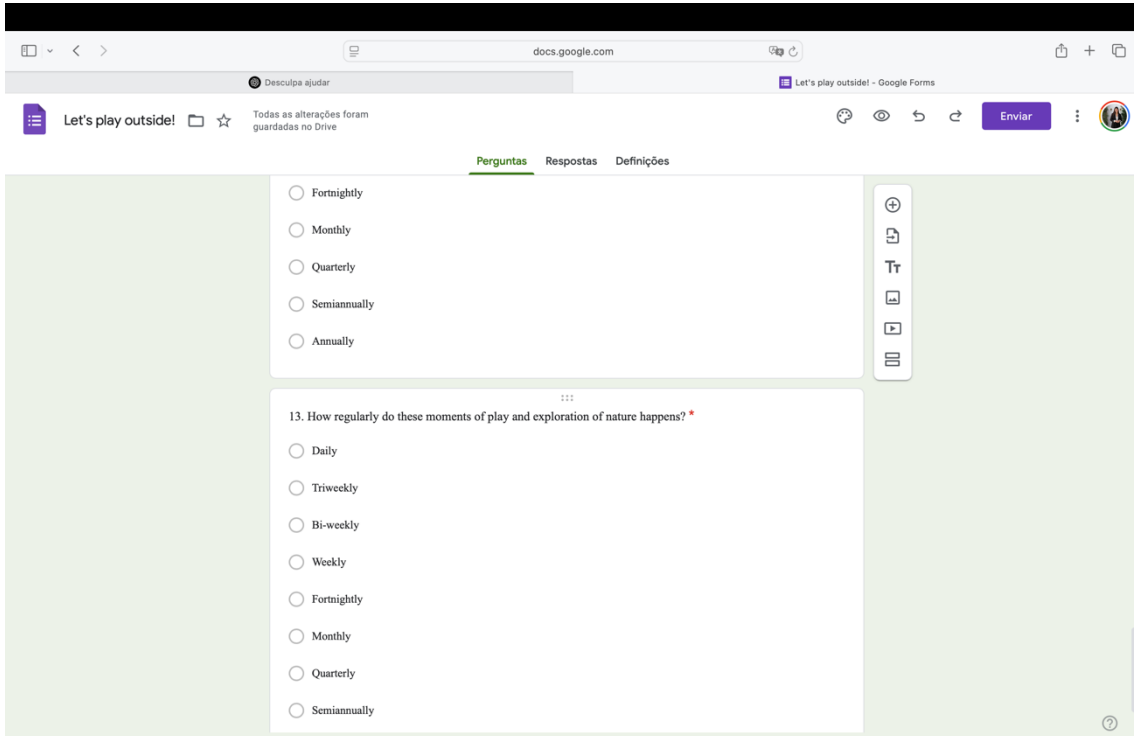 docs.google.com
Desculpa ajudar
Let's play outside! - Google Forms
Let's play outside!
Todas as alterações foram
guardadas no Drive
Enviar
Perguntas Respostas Definições
Fortnightly
Monthly
Quarterly
Semiannually
Annually
Tт
13. How regularly do these moments of play and exploration of nature happens? *
Daily
Triweekly
Bi-weekly
Weekly
Fortnightly
Monthly
Quarterly
Semiannually